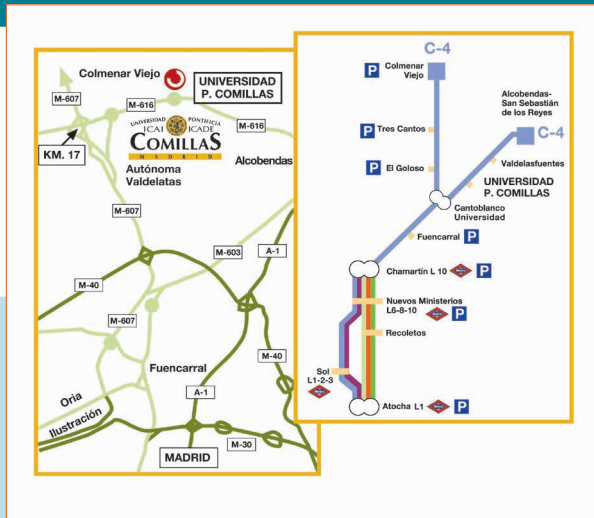 Colmenar Viejo
UNIVERSIDAD
P. COMILLAS
M-607
M-616
UNIVERSIDAD PONTIFICIA
ICAI ICADE
COMILLAS
M A D R I D
M-616
KM. 17
Autónoma
Valdelatas
Alcobendas
M-607
M-603
A-1
M-40
M-607
M-40
Fuencarral
A-1
Oria
Ilustración
M-30
MADRID
C-4
P
Colmenar
Viejo
Alcobendas-
San Sebastián
de los Reyes
C-4
P
Tres Cantos
Valdelasfuentes
P
El Goloso
UNIVERSIDAD
P. COMILLAS
Cantoblanco
Universidad
Fuencarral P
Chamartín L 10 P
Nuevos Ministerios
L6-8-10 P
Recoletos
Sol
L1-2-3
Atocha L1 P